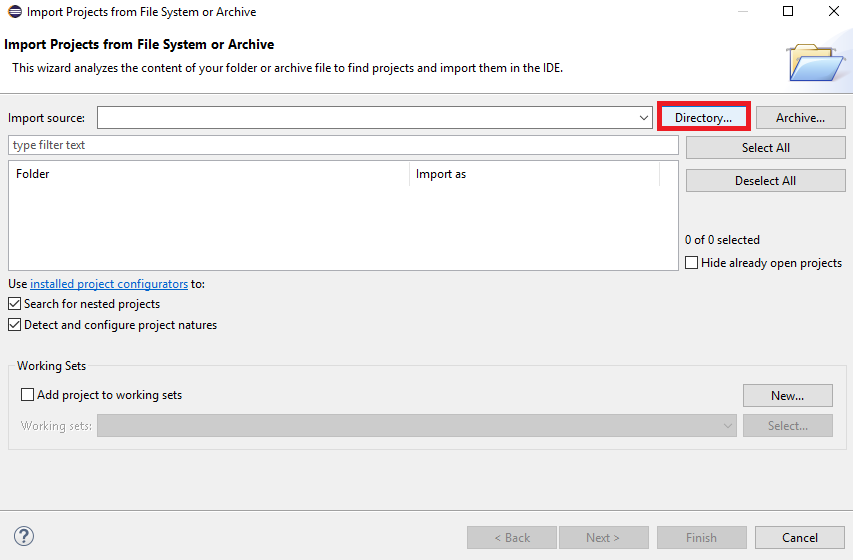 Import Projects from File System or Archive
Import Projects from File System or Archive
This wizard analyzes the content of your folder or archive file to find projects and import them in the IDE.
Import source: Directory... Archive...
type filter text Select All
Folder Import as
Deselect All
0 of 0 selected
Hide already open projects
Use installed project configurators to:
Search for nested projects
Detect and configure project natures
Working Sets
Add project to working sets New...
Working sets: Select...
? < Back Next > Finish Cancel